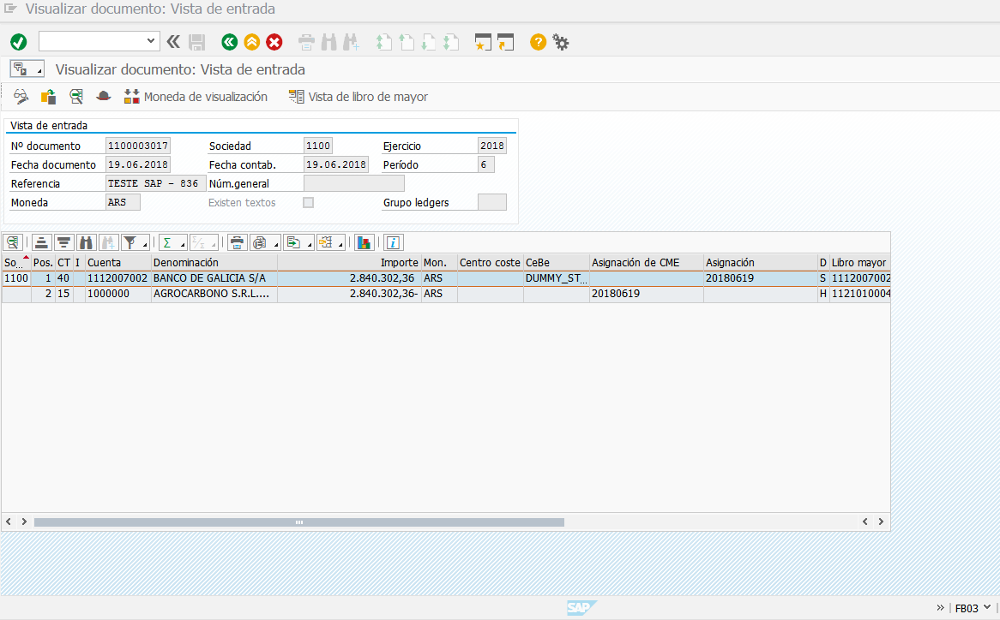 Visualizar documento: Vista de entrada
Visualizar documento: Vista de entrada
Moneda de visualización Vista de libro de mayor
Vista de entrada
Nº documento 1100003017 Sociedad 1100 Ejercicio 2018
Fecha documento 19.06.2018 Fecha contab. 19.06.2018 Período 6
Referencia TESTE SAP - 836 Núm.general
Moneda ARS Existen textos Grupo ledgers
So... Pos. CT I Cuenta Denominación Importe Mon. Centro coste CeBe Asignación de CME Asignación D Libro mayor
1100 1 40 1112007002 BANCO DE GALICIA S/A 2.840.302,36 ARS DUMMY_ST... 20180619 S 1112007002
2 15 1000000 AGROCARBONO S.R.L.... 2.840.302,36- ARS 20180619 H 1121010004
SAP FB03